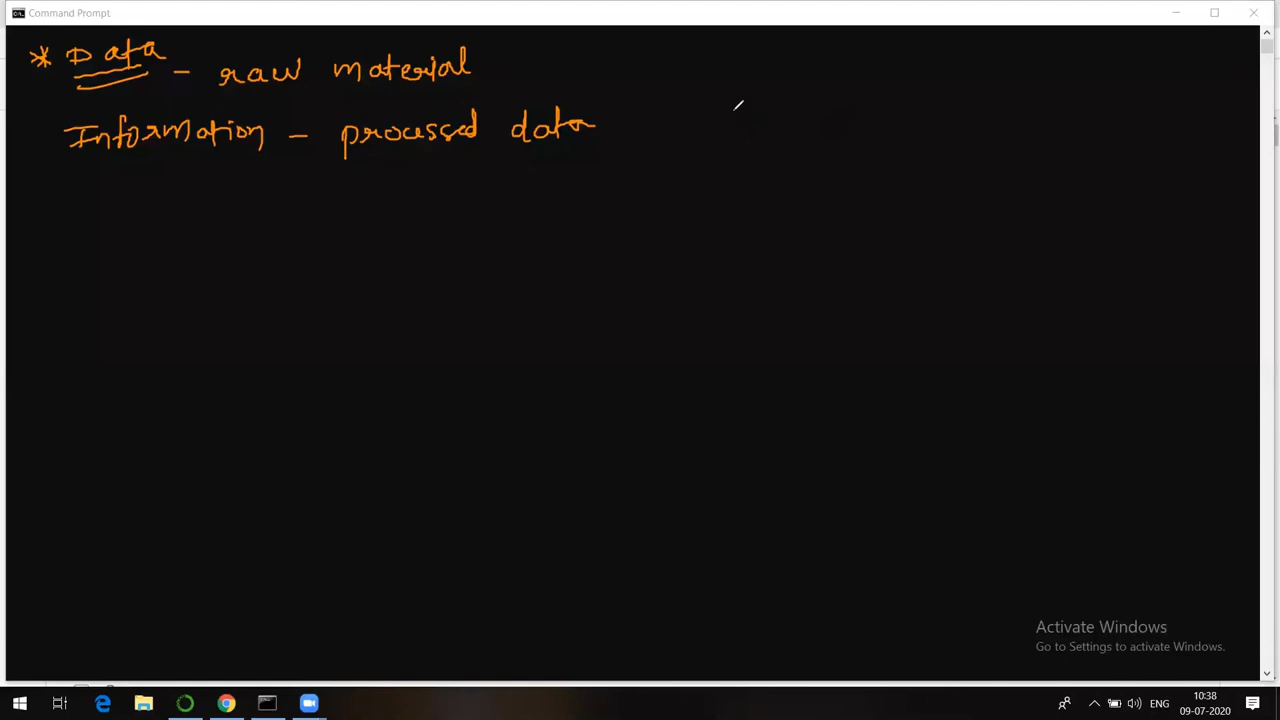 Command Prompt
* Data - raw material
Information - processed data
Activate Windows
Go to Settings to activate Windows.
ENG
10:38
09-07-2020